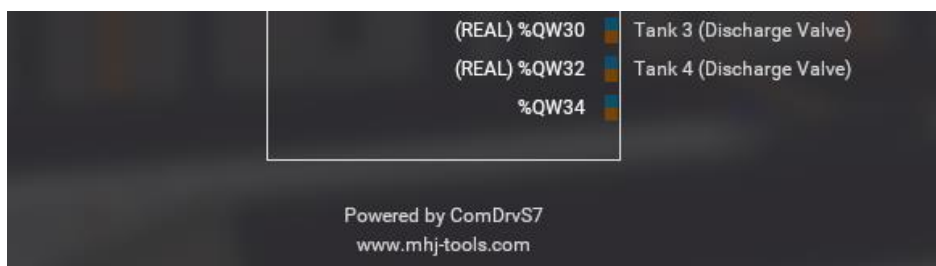 (REAL) %QW30 Tank 3 (Discharge Valve)
(REAL) %QW32 Tank 4 (Discharge Valve)
%QW34
Powered by ComDrvS7
www.mhj-tools.com